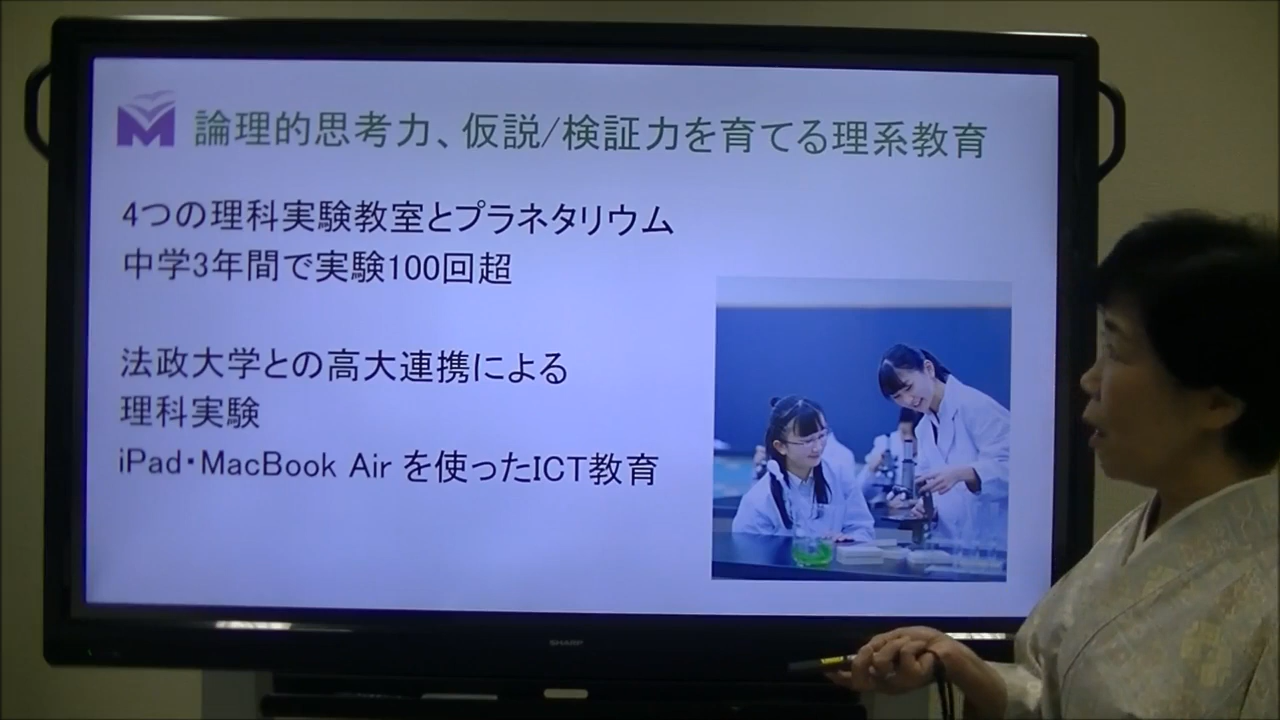 M 論理的思考力、仮説/検証力を育てる理系教育
4つの理科実験教室とプラネタリウム
中学3年間で実験100回超
法政大学との高大連携による
理科実験
iPad・MacBook Air を使ったICT教育
SHARP